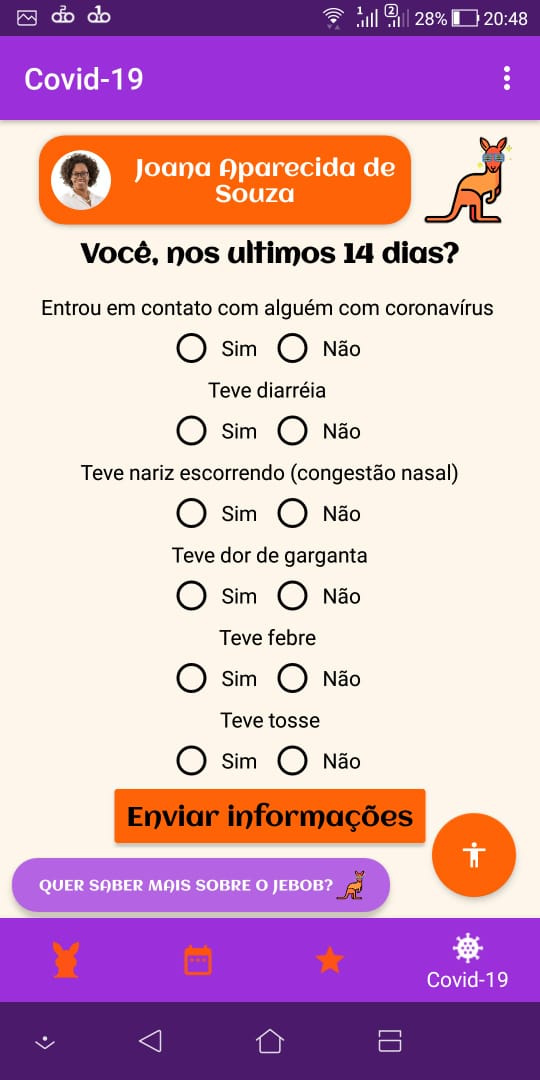 1 2 28% 20:48
Covid-19
Joana Aparecida de
Souza
Você, nos ultimos 14 dias?
Entrou em contato com alguém com coronavírus
Sim Não
Teve diarréia
Sim Não
Teve nariz escorrendo (congestão nasal)
Sim Não
Teve dor de garganta
Sim Não
Teve febre
Sim Não
Teve tosse
Sim Não
Enviar informações
QUER SABER MAIS SOBRE O JEBOB?
Covid-19